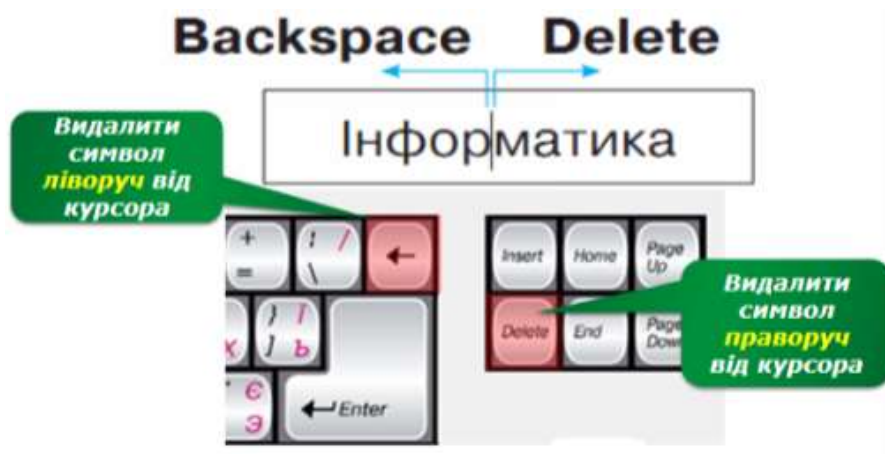 Backspace Delete
Інформатика
Видалити
символ
ліворуч від
курсора
+
=
; /
\
←
Insert
Home
Page
Up
} Ї
] Ъ
Х
Delete
End
Page
Down
Є
Э
Enter
Видалити
символ
праворуч
від курсора